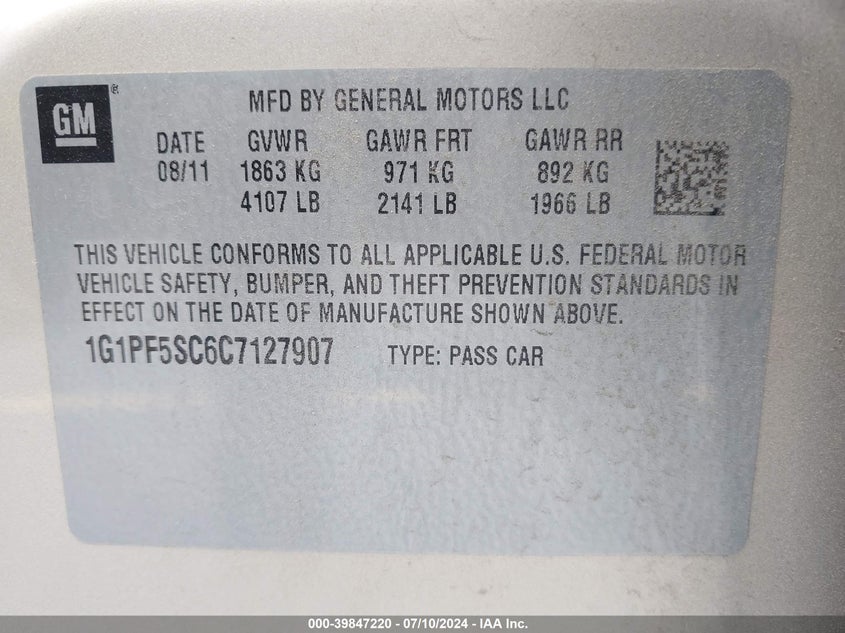 GM®
MFD BY GENERAL MOTORS LLC
DATE GVWR GAWR FRT GAWR RR
08/11 1863 KG 971 KG 892 KG
4107 LB 2141 LB 1966 LB
THIS VEHICLE CONFORMS TO ALL APPLICABLE U.S. FEDERAL MOTOR
VEHICLE SAFETY, BUMPER, AND THEFT PREVENTION STANDARDS IN
EFFECT ON THE DATE OF MANUFACTURE SHOWN ABOVE.
1G1PF5SC6C7127907 TYPE: PASS CAR
000-39847220 - 07/10/2024 - IAA Inc.